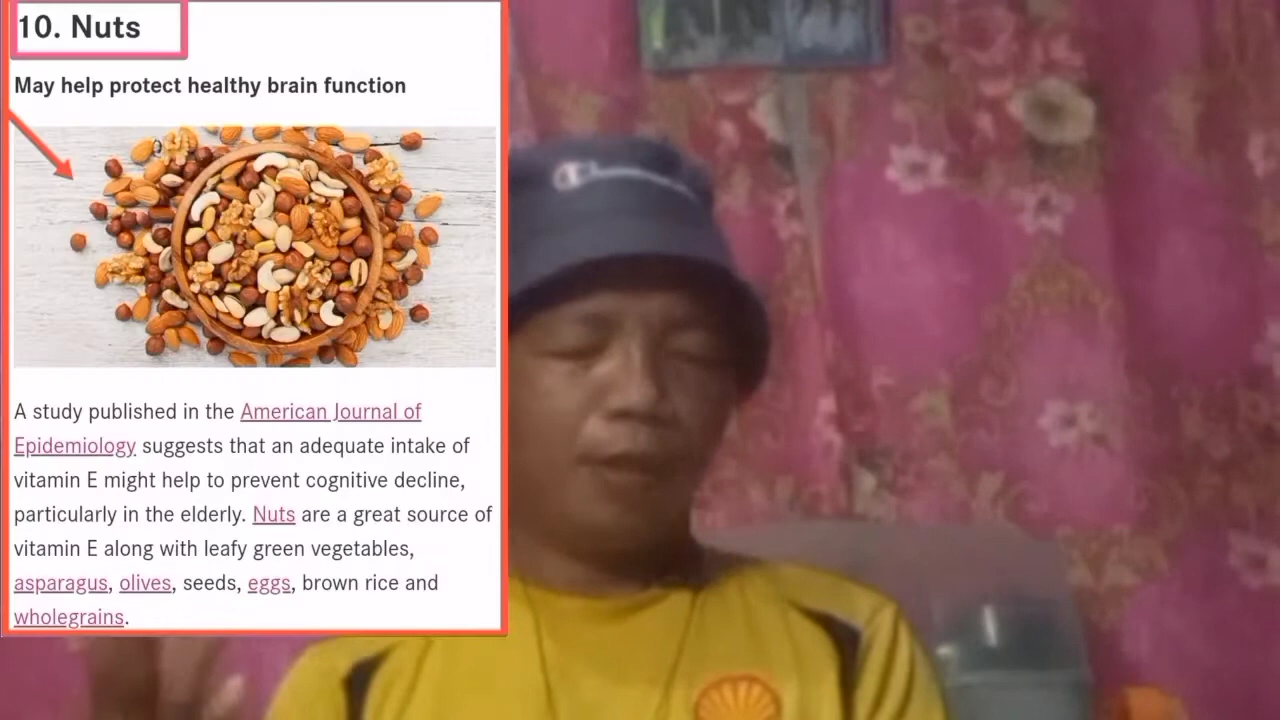 10. Nuts
May help protect healthy brain function
Champion
A study published in the American Journal of
Epidemiology suggests that an adequate intake of
vitamin E might help to prevent cognitive decline,
particularly in the elderly. Nuts are a great source of
vitamin E along with leafy green vegetables,
asparagus, olives, seeds, eggs, brown rice and
wholegrains.